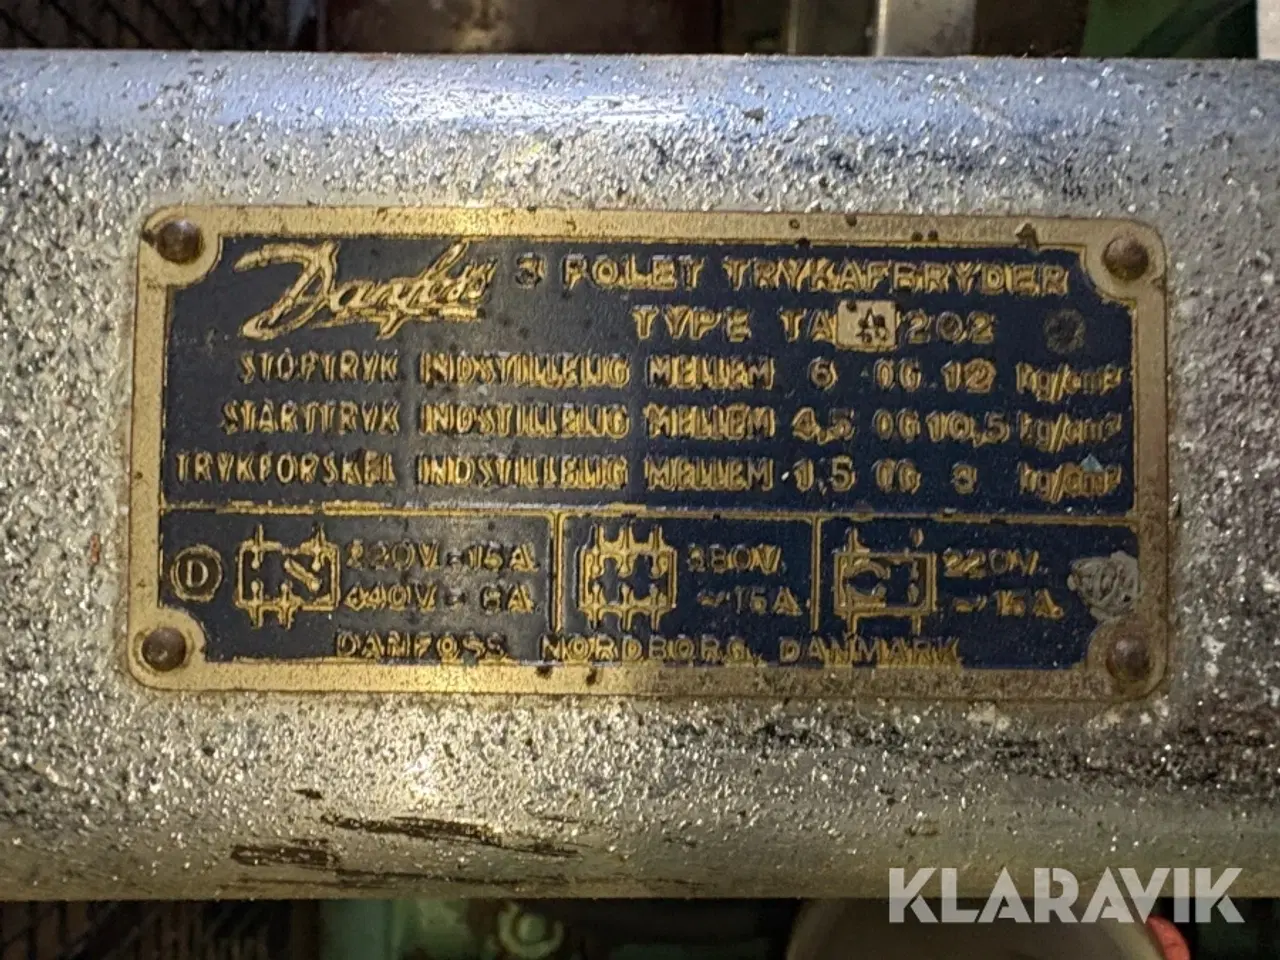 Danfoss 3 POLET TRYKAFBRYDER
TYPE TA 202
STOPTRYK INDSTILLELIG MELLEM 6 OG 12 kg/cm²
STARTTRYK INDSTILLELIG MELLEM 4,5 OG 10,5 kg/cm²
TRYKFORSKEL INDSTILLELIG MELLEM 1,5 OG 3 kg/cm²
D 220V.=15A. 380V. 220V.
440V.= 8A. ~15A. ~15A.
DANFOSS NORDBORG, DANMARK
KLARAVIK